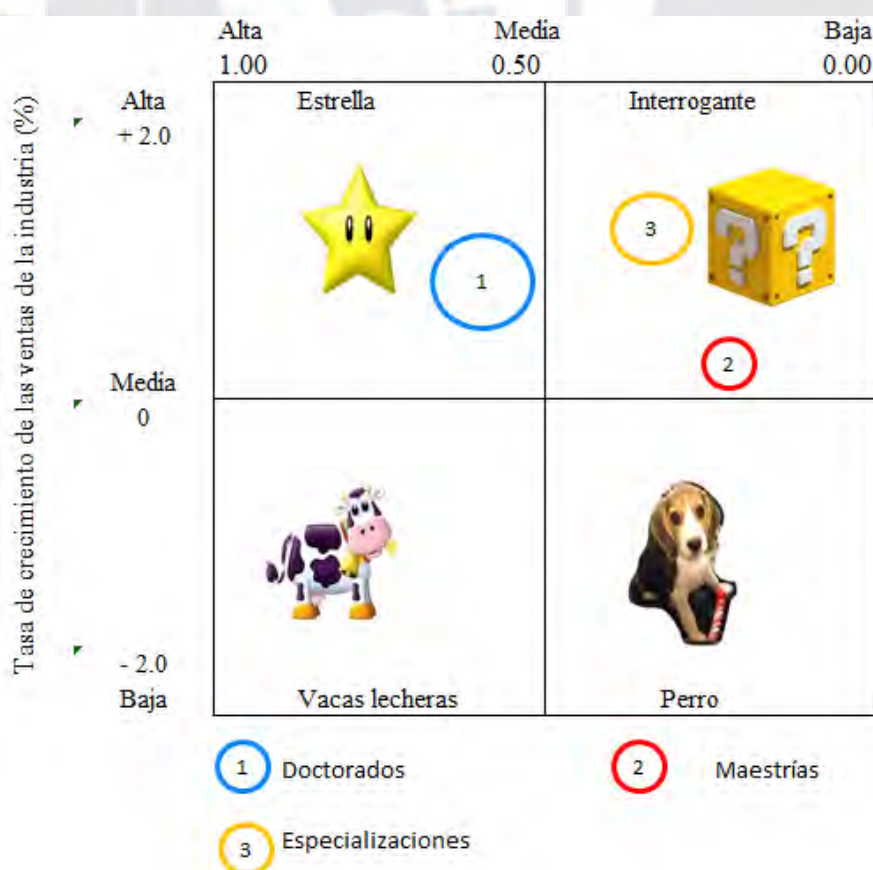 Alta Media Baja
1.00 0.50 0.00
Tasa de crecimiento de las ventas de la industria (%)
Alta
+ 2.0
Estrella
Interrogante
1
3
? ?
2
Media
0
- 2.0
Baja
Vacas lecheras
Perro
1 Doctorados
2 Maestrías
3 Especializaciones